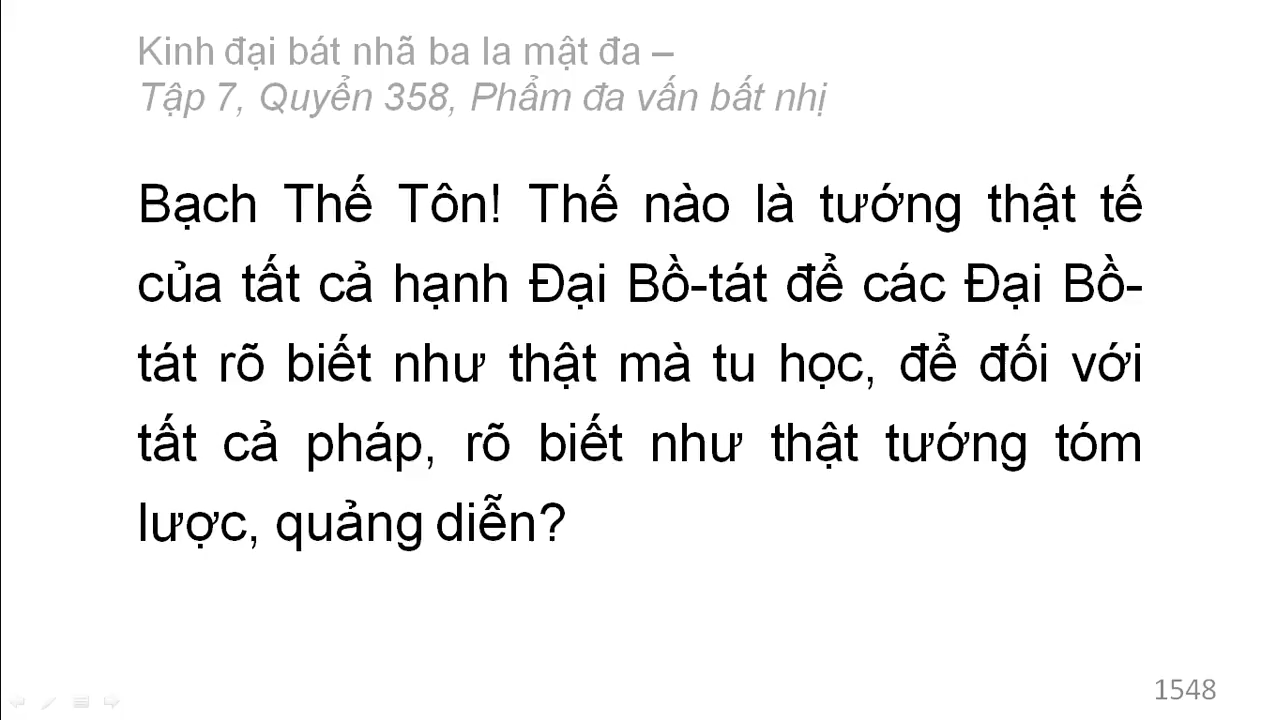 Kinh đại bát nhã ba la mật đa –
Tập 7, Quyển 358, Phẩm đa vấn bất nhị
Bạch Thế Tôn! Thế nào là tướng thật tế
của tất cả hạnh Đại Bồ-tát để các Đại Bồ-
tát rõ biết như thật mà tu học, để đối với
tất cả pháp, rõ biết như thật tướng tóm
lược, quảng diễn?
1548